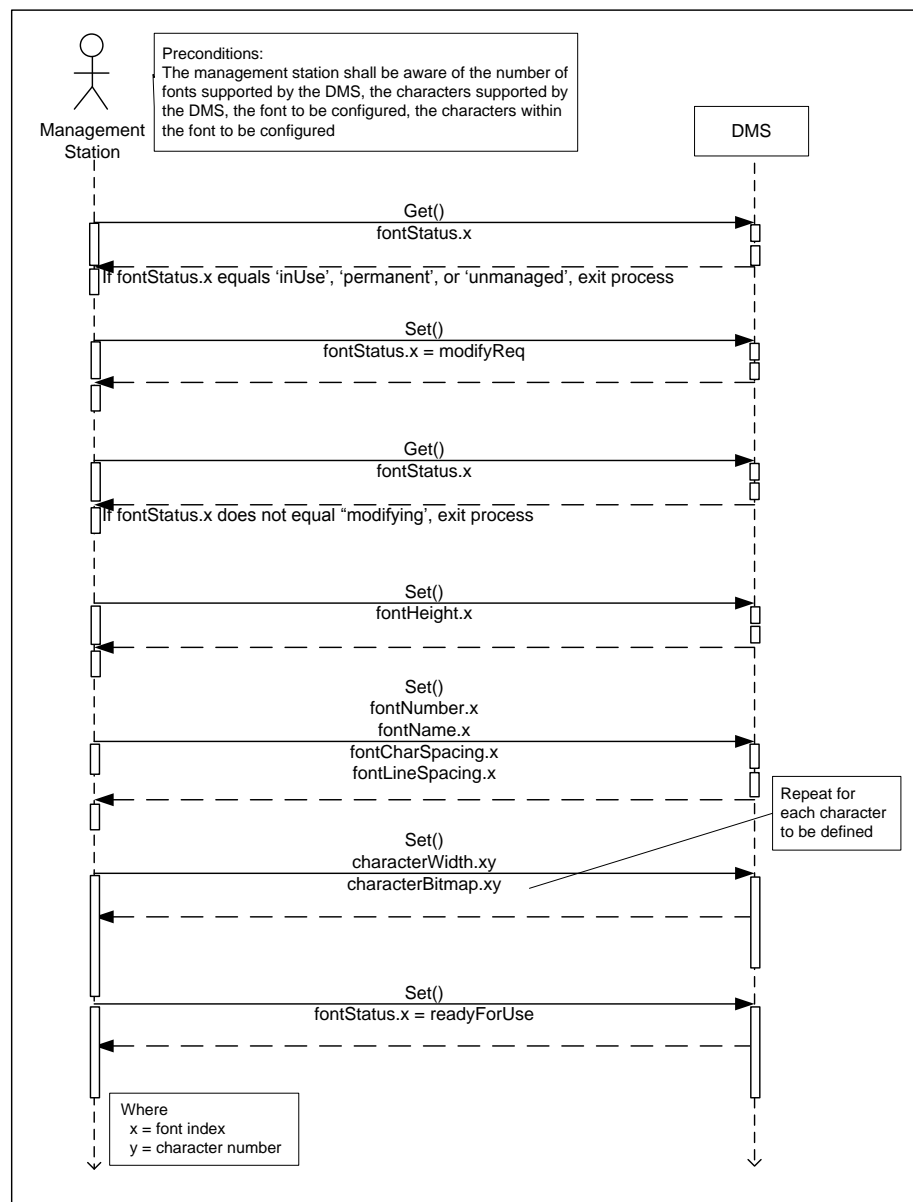 Preconditions:
The management station shall be aware of the number of
fonts supported by the DMS, the characters supported by
the DMS, the font to be configured, the characters within
the font to be configured
Management
Station
DMS
Get()
fontStatus.x
If fontStatus.x equals ‘inUse’, ‘permanent’, or ‘unmanaged’, exit process
Set()
fontStatus.x = modifyReq
Get()
fontStatus.x
If fontStatus.x does not equal “modifying’, exit process
Set()
fontHeight.x
Set()
fontNumber.x
fontName.x
fontCharSpacing.x
fontLineSpacing.x
Repeat for
each character
to be defined
Set()
characterWidth.xy
characterBitmap.xy
Set()
fontStatus.x = readyForUse
Where
x = font index
y = character number